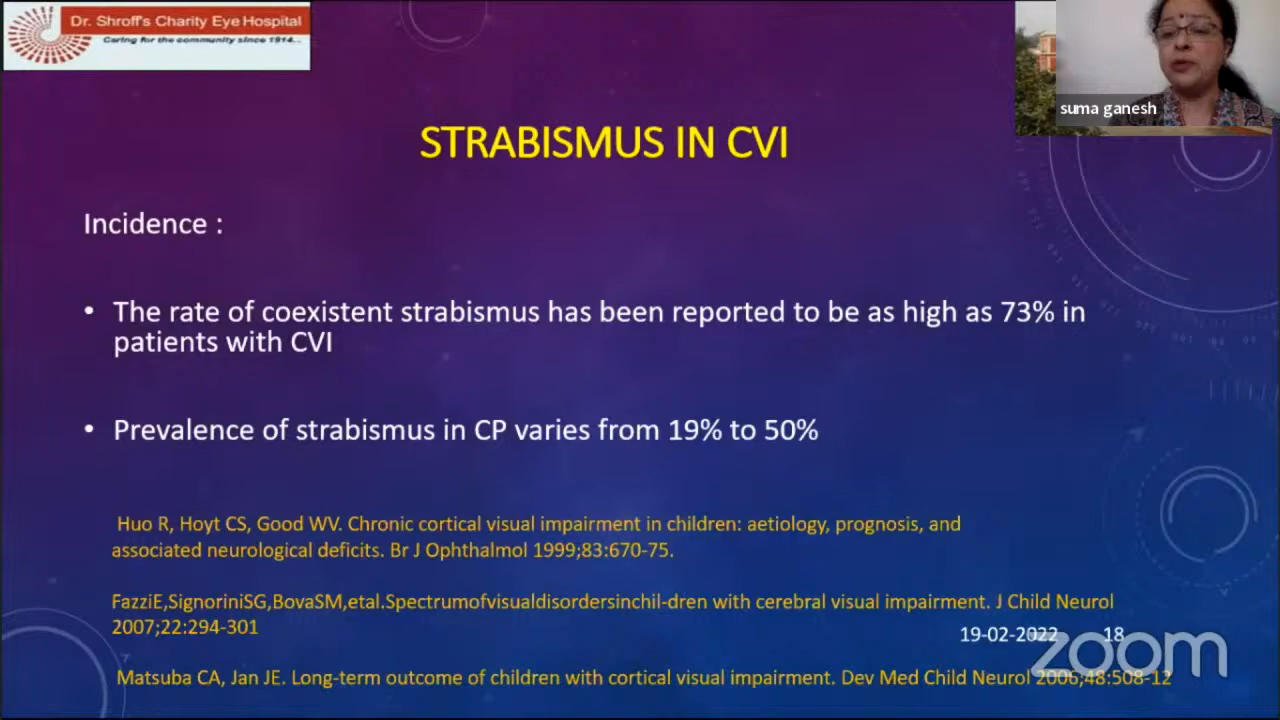 Dr. Shroff's Charity Eye Hospital
Caring for the community since 1914...
suma ganesh
STRABISMUS IN CVI
Incidence :
• The rate of coexistent strabismus has been reported to be as high as 73% in
patients with CVI
• Prevalence of strabismus in CP varies from 19% to 50%
Huo R, Hoyt CS, Good WV. Chronic cortical visual impairment in children: aetiology, prognosis, and
associated neurological deficits. Br J Ophthalmol 1999;83:670-75.
FazziE,SignoriniSG,BovaSM,etal.Spectrumofvisualdisordersinchil-dren with cerebral visual impairment. J Child Neurol
2007;22:294-301
19-02-2022 18
zoom
Matsuba CA, Jan JE. Long-term outcome of children with cortical visual impairment. Dev Med Child Neurol 2006;48:508-12